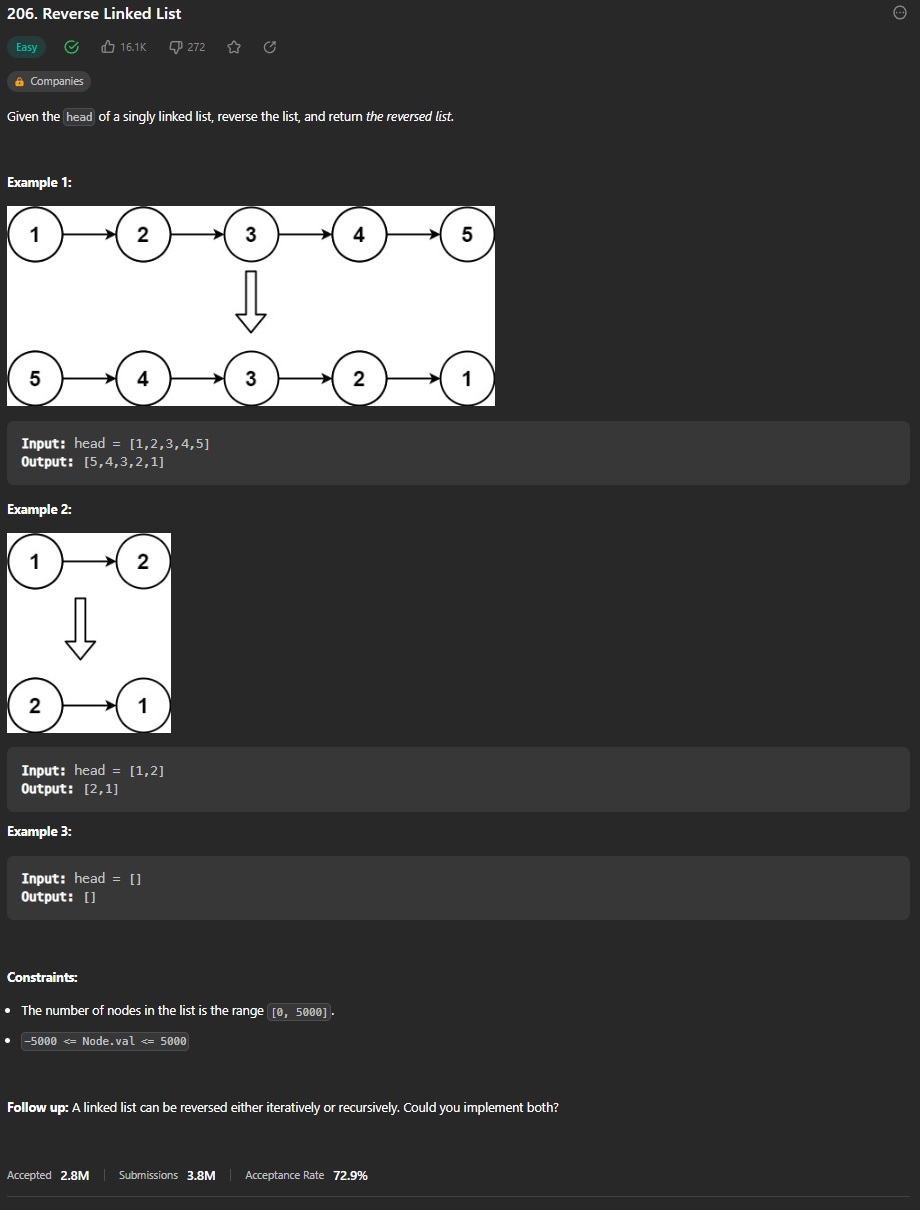 206. Reverse Linked List
Easy 16.1K 272
Companies
Given the head of a singly linked list, reverse the list, and return the reversed list.
Example 1:
1 2 3 4 5
5 4 3 2 1
Input: head = [1,2,3,4,5]
Output: [5,4,3,2,1]
Example 2:
1 2
2 1
Input: head = [1,2]
Output: [2,1]
Example 3:
Input: head = []
Output: []
Constraints:
• The number of nodes in the list is the range [0, 5000].
• -5000 <= Node.val <= 5000
Follow up: A linked list can be reversed either iteratively or recursively. Could you implement both?
Accepted 2.8M Submissions 3.8M Acceptance Rate 72.9%